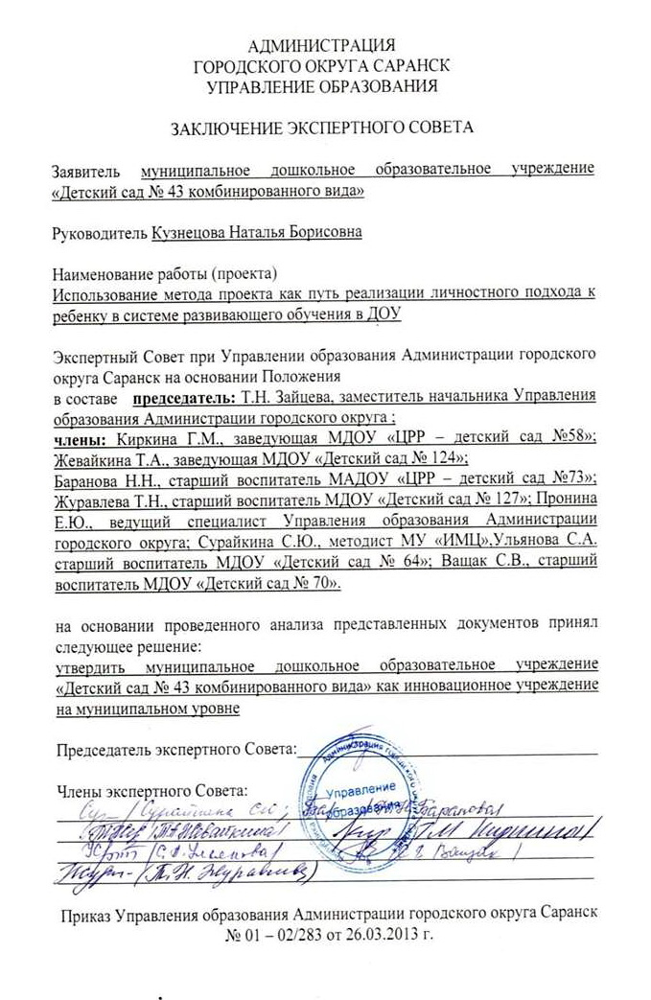 АДМИНИСТРАЦИЯ
ГОРОДСКОГО ОКРУГА САРАНСК
УПРАВЛЕНИЕ ОБРАЗОВАНИЯ
ЗАКЛЮЧЕНИЕ ЭКСПЕРТНОГО СОВЕТА
Заявитель муниципальное дошкольное образовательное учреждение
«Детский сад № 43 комбинированного вида»
Руководитель Кузнецова Наталья Борисовна
Наименование работы (проекта)
Использование метода проекта как путь реализации личностного подхода к
ребенку в системе развивающего обучения в ДОУ
Экспертный Совет при Управлении образования Администрации городского
округа Саранск на основании Положения
в составе председатель: Т.Н. Зайцева, заместитель начальника Управления
образования Администрации городского округа ;
члены: Киркина Г.М., заведующая МДОУ «ЦРР – детский сад №58»;
Жевайкина Т.А., заведующая МДОУ «Детский сад № 124»;
Баранова Н.Н., старший воспитатель МАДОУ «ЦРР – детский сад №73»;
Журавлева Т.Н., старший воспитатель МДОУ «Детский сад № 127»; Пронина
Е.Ю., ведущий специалист Управления образования Администрации
городского округа; Сурайкина С.Ю., методист МУ «ИМЦ»,Ульянова С.А.
старший воспитатель МДОУ «Детский сад № 64»; Ващак С.В., старший
воспитатель МДОУ «Детский сад № 70».
на основании проведенного анализа представленных документов принял
следующее решение:
утвердить муниципальное дошкольное образовательное учреждение
«Детский сад № 43 комбинированного вида» как инновационное учреждение
на муниципальном уровне
Председатель экспертного Совета:
Управление
образования
Члены экспертного Совета:
Сурайкина Баранова
Жевайкина Г.М. Киркина
Ульянова Ващак
(Т.Н. Журавлева)
Приказ Управления образования Администрации городского округа Саранск
№ 01 – 02/283 от 26.03.2013 г.